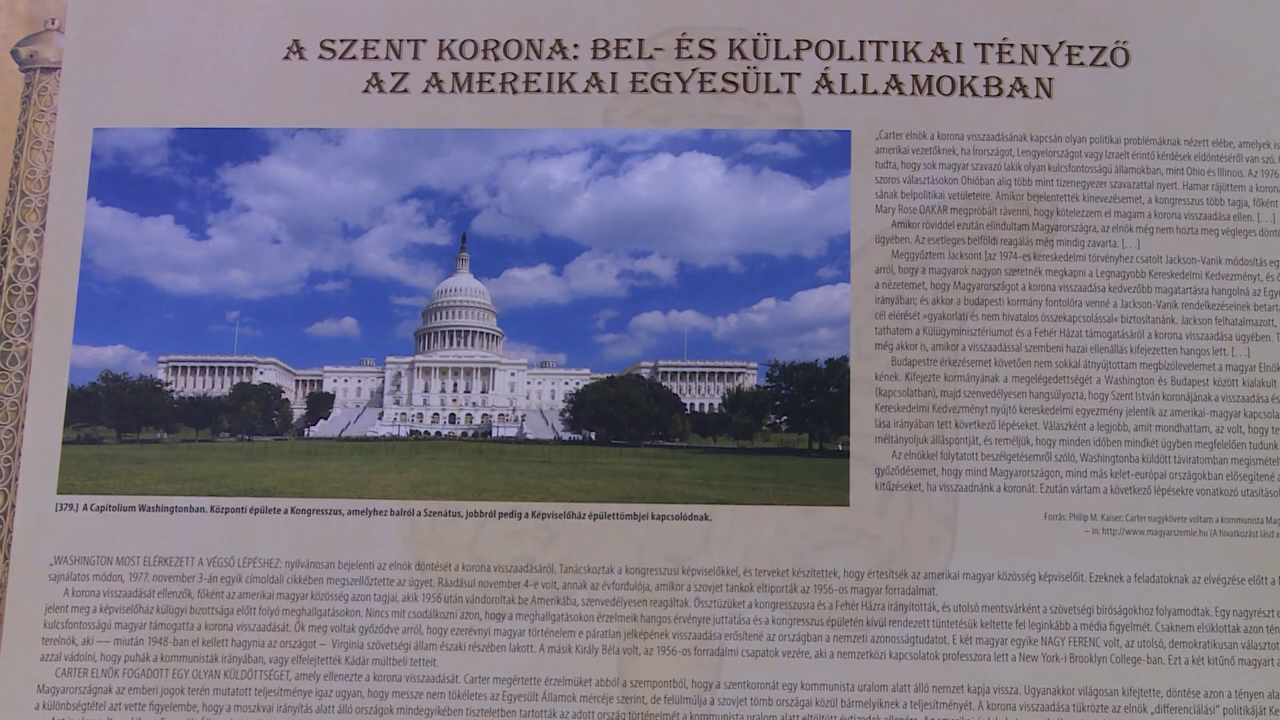 A SZENT KORONA: BEL- ÉS KÜLPOLITIKAI TÉNYEZŐ
AZ AMEREIKAI EGYESÜLT ÁLLAMOKBAN
„Carter elnök a korona visszaadásának kapcsán olyan politikai problémáknak nézett elébe, amelyek is
amerikai vezetőknek, ha Írországot, Lengyelországot vagy Izraelt érintő kérdések eldöntéséről van szó,
tudta, hogy sok magyar szavazó lakik olyan kulcsfontosságú államokban, mint Ohio és Illinois. Az 1976
szoros választásokon Ohióban alig több mint tízenegyezer szavazattal nyert. Hamar rájöttem a koron
sának belpolitikai vetületeire. Amikor bejelentették kinevezésemet, a kongresszus több tagja, főként
Mary Rose OAKAR megpróbált rávenni, hogy kötelezzem el magam a korona visszaadása ellen. [...]
Amikor röviddel ezután elindultam Magyarországra, az elnök még nem hozta meg végleges dönté
ügyében. Az esetleges belföldi reagálás még mindig zavarta. [...]
Meggyőztem Jacksont [az 1974-es kereskedelmi törvényhez csatolt Jackson-Vanik módosítás eg
arról, hogy a magyarok nagyon szeretnék megkapni a Legnagyobb Kereskedelmi Kedvezményt, és
a nézetemet, hogy Magyarországot a korona visszaadása kedvezőbb magatartásra hangolná az Egye
irányában; és akkor a budapesti kormány fontolóra venné a Jackson-Vanik rendelkezéseinek betart
cél elérését »gyakorlati és nem hivatalos összekapcsolással« biztosítanánk. Jackson felhatalmazott,
tathatom a Külügyminisztériumot és a Fehér Házat támogatásáról a korona visszaadása ügyében.
még akkor is, amikor a visszaadással szembeni hazai ellenállás kifejezetten hangos lett. [...]
Budapestre érkezésemet követően nem sokkal átnyújtottam megbízólevelemet a magyar Elnök
kének. Kifejezte kormányának a megelégedettségét a Washington és Budapest között kialakult
(kapcsolatban), majd szenvedélyesen hangsúlyozta, hogy Szent István koronájának a visszaadása és
Kereskedelmi Kedvezményt nyújtó kereskedelmi egyezmény jelentik az amerikai-magyar kapcsola
lása irányában tett következő lépéseket. Válaszként a legjobb, amit mondhattam, az volt, hogy te
méltányoljuk álláspontját, és reméljük, hogy minden időben mindkét ügyben megfelelően tudunk
Az elnökkel folytatott beszélgetésemről szóló, Washingtonba küldött táviratomban megismétel
győződésemet, hogy mind Magyarországon, mind más kelet-európai országokban elősegítené a
kitűzéseket, ha visszaadnánk a koronát. Ezután vártam a következő lépésekre vonatkozó utasításo
Forrás: Philip M. Kaiser: Carter nagykövete voltam a kommunista Mag
– in: http://www.magyarszemle.hu (A hivatkozást lásd a
[379.] A Capitolium Washingtonban. Központi épülete a Kongresszus, amelyhez balról a Szenátus, jobbról pedig a Képviselőház épülettömbjei kapcsolódnak.
„WASHINGTON MOST ELÉRKEZETT A VÉGSŐ LÉPÉSHEZ: nyilvánosan bejelenti az elnök döntését a korona visszaadásáról. Tanácskoztak a kongresszusi képviselőkkel, és terveket készítettek, hogy értesítsék az amerikai magyar közösség képviselőit. Ezeknek a feladatoknak az elvégzése előtt a
sajnálatos módon, 1977. november 3-án egyik címoldali cikkében megszellőztette az ügyet. Ráadásul november 4-e volt, annak az évfordulója, amikor a szovjet tankok eltiporták az 1956-os magyar forradalmat.
A korona visszaadását ellenzők, főként az amerikai magyar közösség azon tagjai, akik 1956 után vándoroltak be Amerikába, szenvedélyesen reagáltak. Össztüzüket a kongresszusra és a Fehér Házra irányították, és utolsó mentsvárként a szövetségi bíróságokhoz folyamodtak. Egy nagyrészt
jelent meg a képviselőház külügyi bizottsága előtt folyó meghallgatásokon. Nincs mit csodálkozni azon, hogy a meghallgatásokon érzelmeik hangos érvényre juttatása és a kongresszus épületén kívül rendezett tüntetésük keltette fel leginkább a média figyelmét. Csaknem elsiklottak azon tén
kulcsfontosságú magyar támogatta a korona visszaadását. Ők meg voltak győződve arról, hogy ezerévnyi magyar történelem e páratlan jelképének visszaadása erősítené az országban a nemzeti azonosságtudatot. E két magyar egyike NAGY FERENC volt, az utolsó, demokratikusan választot
terelnök, aki — miután 1948-ban el kellett hagynia az országot – Virginia szövetségi állam északi részében lakott. A másik Király Béla volt, az 1956-os forradalmi csapatok vezére, aki a nemzetközi kapcsolatok professzora lett a New York-i Brooklyn College-ban. Ezt a két kitűnő magyart
azzal vádolni, hogy puhák a kommunisták irányában, vagy elfelejtették Kádár múltbeli tetteit.
CARTER ELNÖK FOGADOTT EGY OLYAN KÜLDÖTTSÉGET, amely ellenezte a korona visszaadását. Carter megértette érzelmüket abból a szempontból, hogy a szentkoronát egy kommunista uralom alatt álló nemzet kapja vissza. Ugyanakkor világosan kifejtette, döntése azon a tényen ala
Magyarországnak az emberi jogok terén mutatott teljesítménye igaz ugyan, hogy messze nem tökéletes az Egyesült Államok mércéje szerint, de felülmúlja a szovjet tömb országai közül bármelyiknek a teljesítményét. A korona visszaadása tükrözte az elnök „differenciálási” politikáját
a különbségtétel azt vette figyelembe, hogy a moszkvai irányítás alatt álló országok mindegyikében tiszteletben tartották az adott ország történelmét